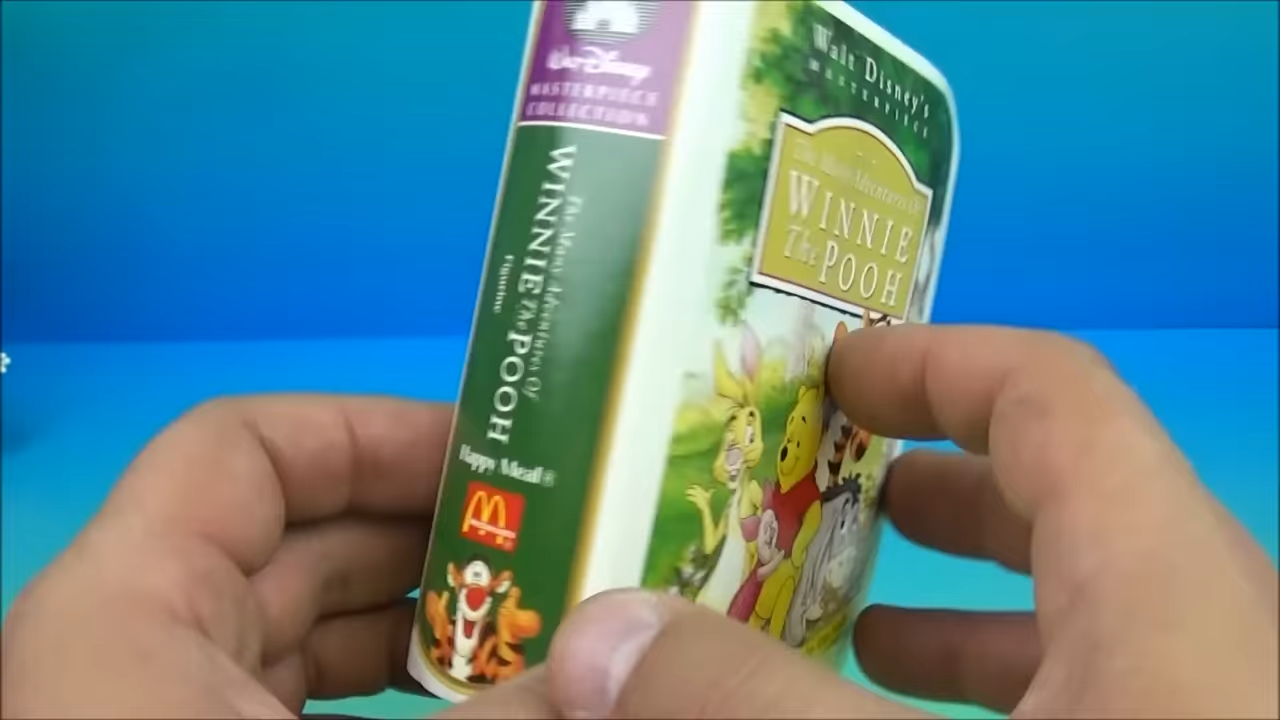 Walt Disney
MASTERPIECE
COLLECTION
The Many Adventures Of
WINNIE The POOH
Figurine
Happy Meal®
Walt Disney's
MASTERPIECE
The Many Adventures Of
WINNIE
The POOH